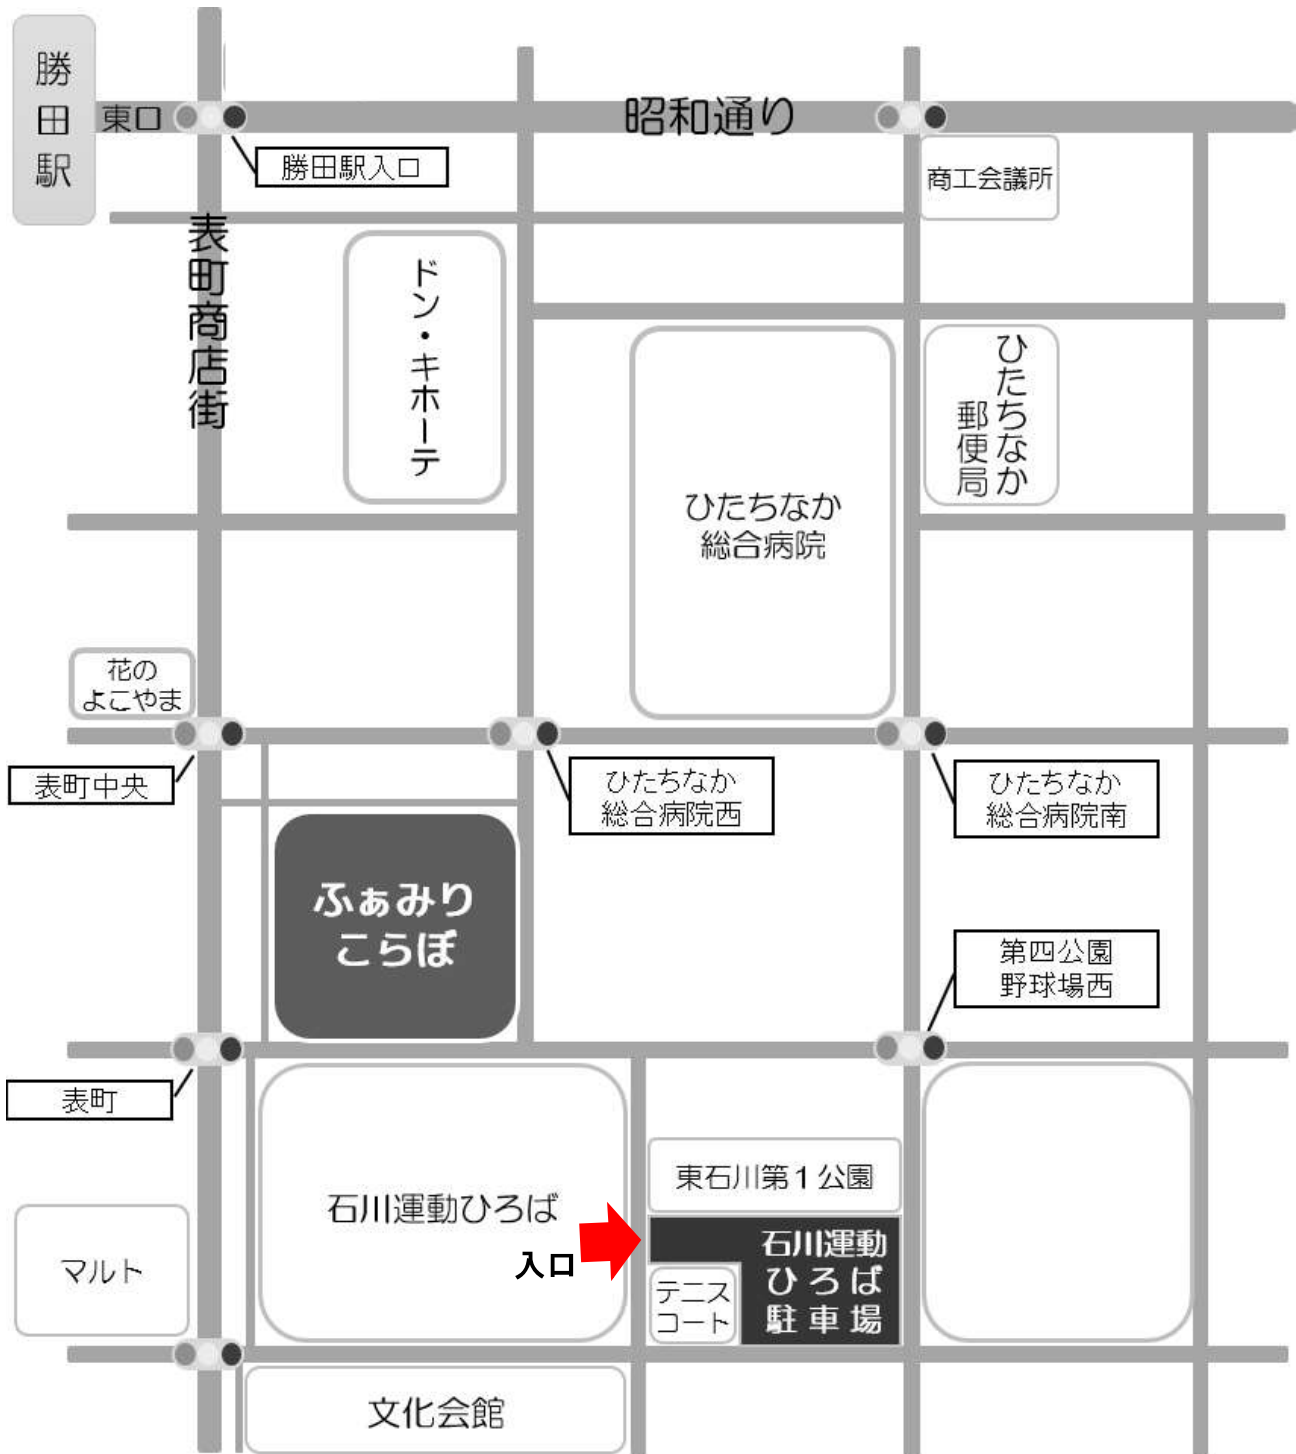 勝田駅
東口
昭和通り
勝田駅入口
商工会議所
表町商店街
ドン・キホーテ
ひたちなか
郵便局
ひたちなか
総合病院
花の
よこやま
表町中央
ひたちなか
総合病院西
ひたちなか
総合病院南
ふぁみり
こらぼ
第四公園
野球場西
表町
東石川第１公園
石川運動ひろば
入口
石川運動
ひろば
駐車場
マルト
テニス
コート
文化会館